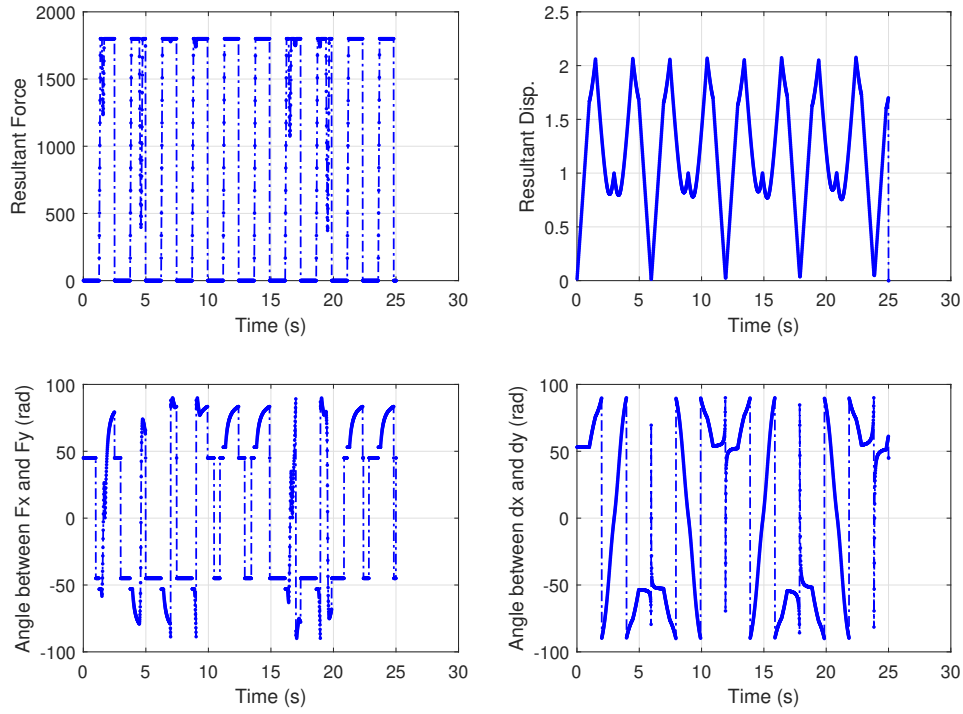 2000
1500
1000
500
0
Resultant Force
0 5 10 15 20 25 30
Time (s)
2.5
2
1.5
1
0.5
0
Resultant Disp.
0 5 10 15 20 25 30
Time (s)
100
50
0
-50
-100
Angle between Fx and Fy (rad)
0 5 10 15 20 25 30
Time (s)
100
50
0
-50
-100
Angle between dx and dy (rad)
0 5 10 15 20 25 30
Time (s)